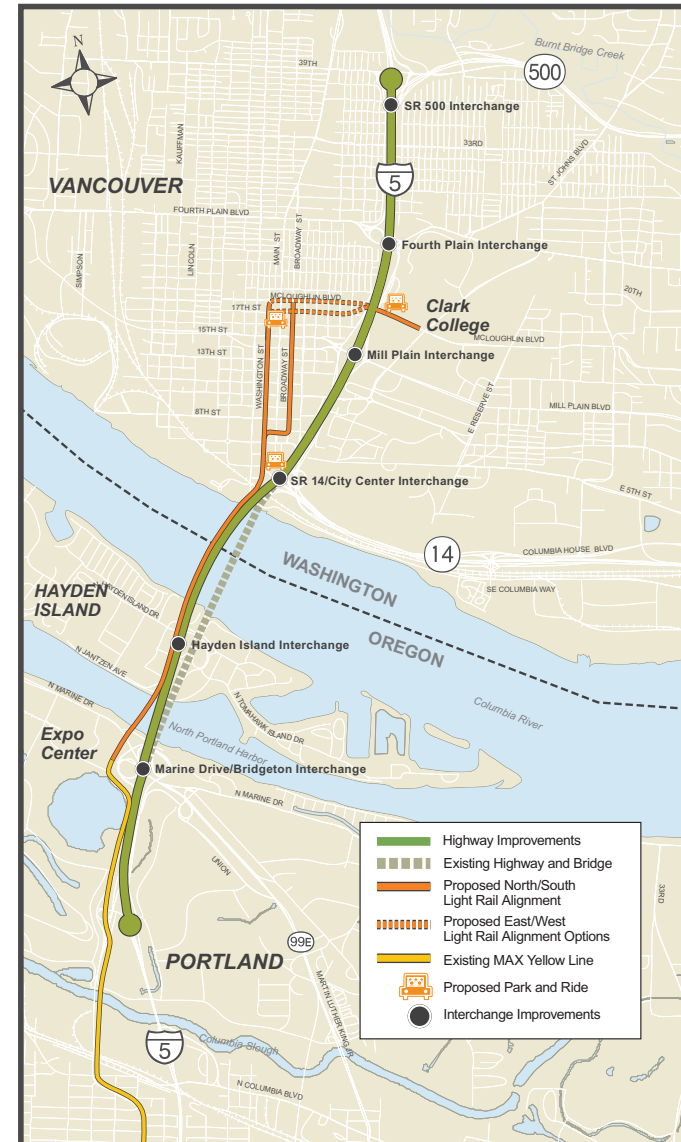 N
Burnt Bridge Creek
39TH
500
SR 500 Interchange
33RD
KAUFFMAN
ST JOHNS BLVD
5
VANCOUVER
FOURTH PLAIN BLVD
MAIN ST
BROADWAY ST
Fourth Plain Interchange
LINCOLN
SIMPSON
20TH
MCLOUGHLIN BLVD
17TH ST
Clark
College
15TH ST
MCLOUGHLIN BLVD
13TH ST
Mill Plain Interchange
WASHINGTON ST
BROADWAY ST
E RESERVE ST
8TH ST
MILL PLAIN BLVD
SR 14/City Center Interchange
E 5TH ST
14
COLUMBIA HOUSE BLVD
WASHINGTON
SE COLUMBIA WAY
HAYDEN
ISLAND
N HAYDEN ISLAND DR
OREGON
Hayden Island Interchange
N JANTZEN AVE
N MARINE DR
N TOMAHAWK ISLAND DR
Columbia River
Expo
Center
North Portland Harbor
Marine Drive/Bridgeton Interchange
N MARINE DR
Highway Improvements
Existing Highway and Bridge
Proposed North/South
Light Rail Alignment
Proposed East/West
Light Rail Alignment Options
Existing MAX Yellow Line
Proposed Park and Ride
Interchange Improvements
UNION
33RD
99E
PORTLAND
MARTIN LUTHER KING JR
Columbia Slough
5
N COLUMBIA BLVD